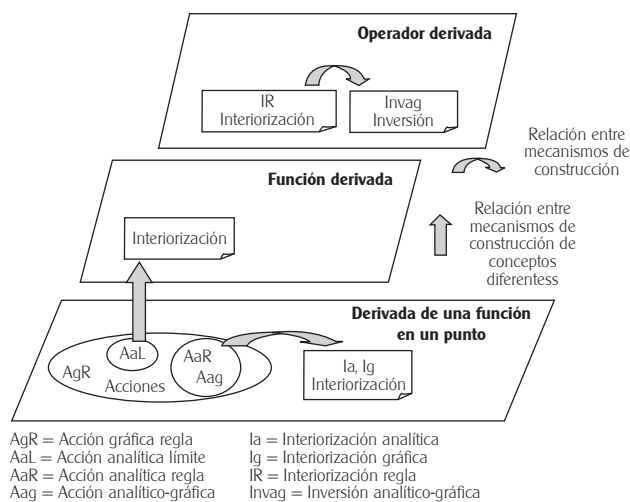 Operador derivada
IR
Interiorización
Invag
Inversión
Relación entre
mecanismos de
construcción
Función derivada
Interiorización
Relación entre
mecanismos de
construcción de
conceptos
diferentess
Derivada de una función
en un punto
AaL
AgR
Acciones
AaR
Aag
Ia, Ig
Interiorización
AgR = Acción gráfica regla
AaL = Acción analítica límite
AaR = Acción analítica regla
Aag = Acción analítico-gráfica
Ia = Interiorización analítica
Ig = Interiorización gráfica
IR = Interiorización regla
Invag = Inversión analítico-gráfica